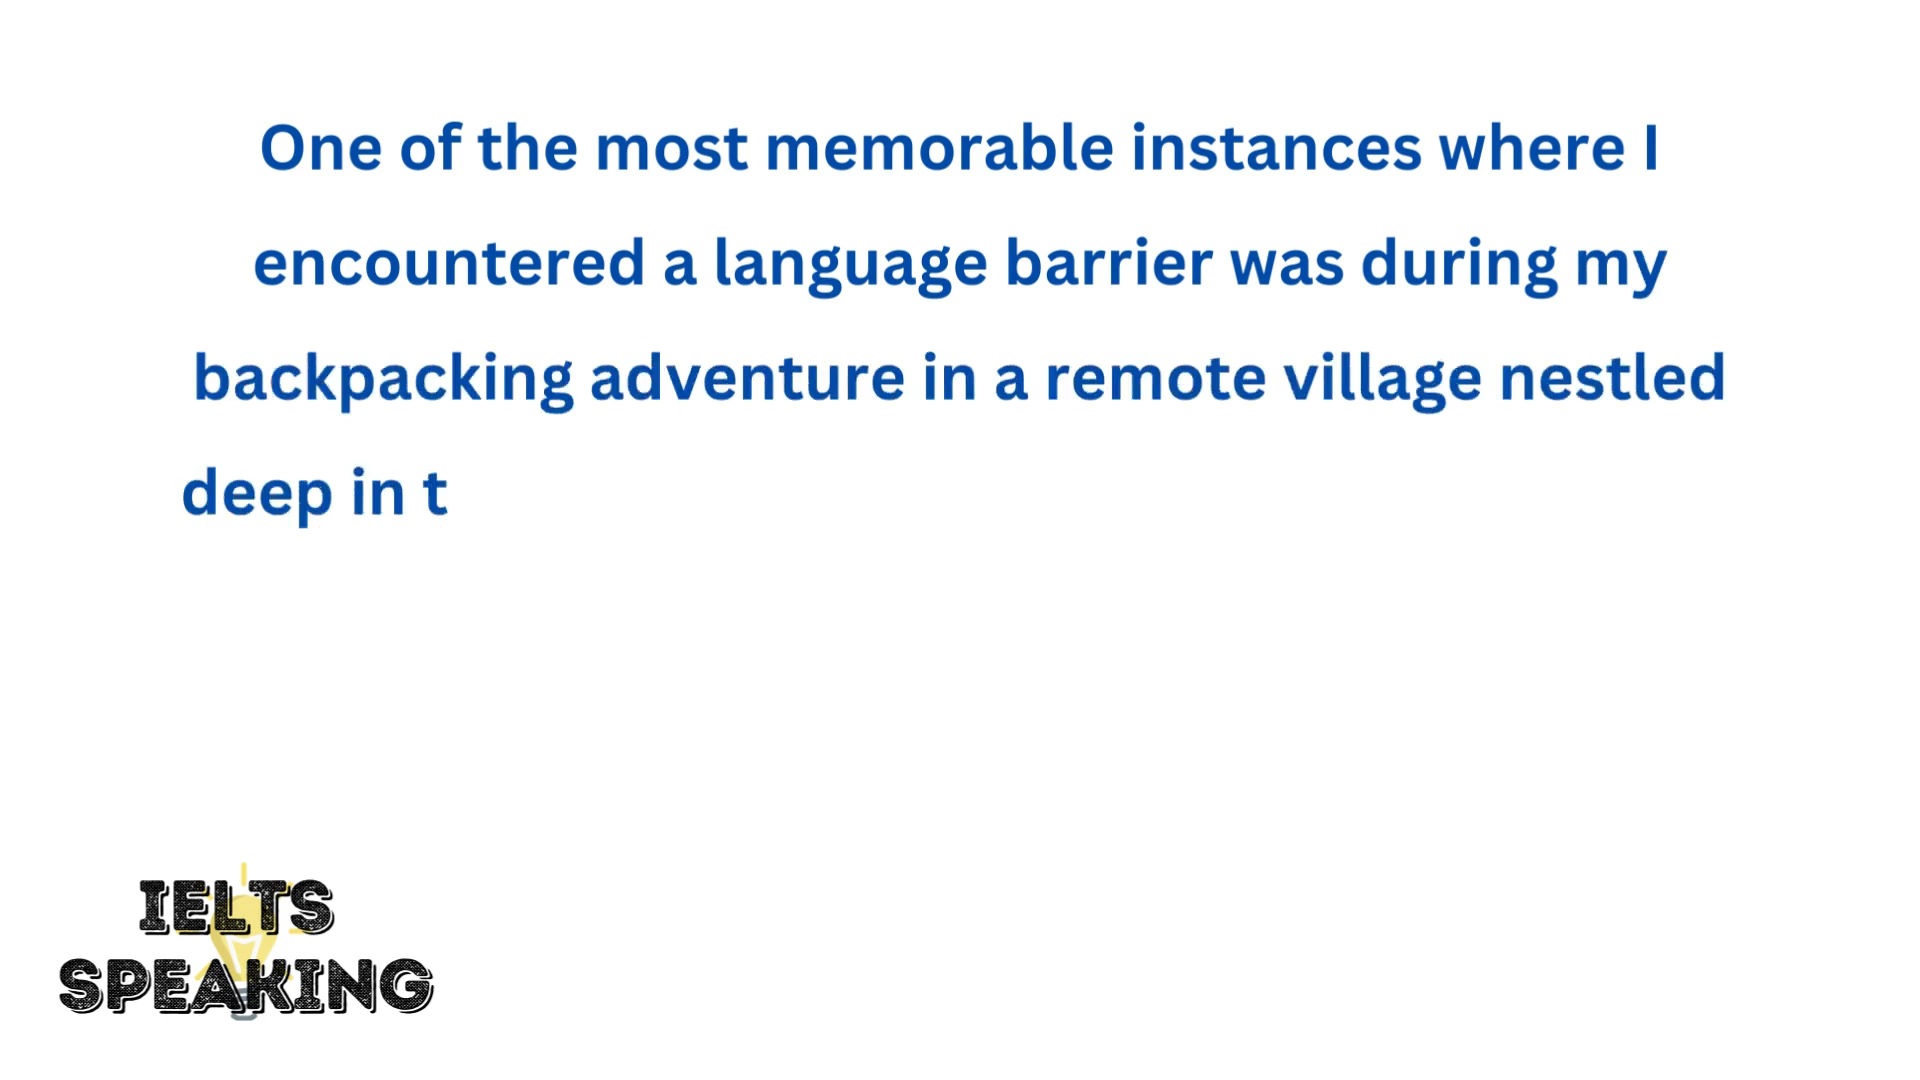 One of the most memorable instances where I
encountered a language barrier was during my
backpacking adventure in a remote village nestled
deep in t
IELTS
SPEAKING